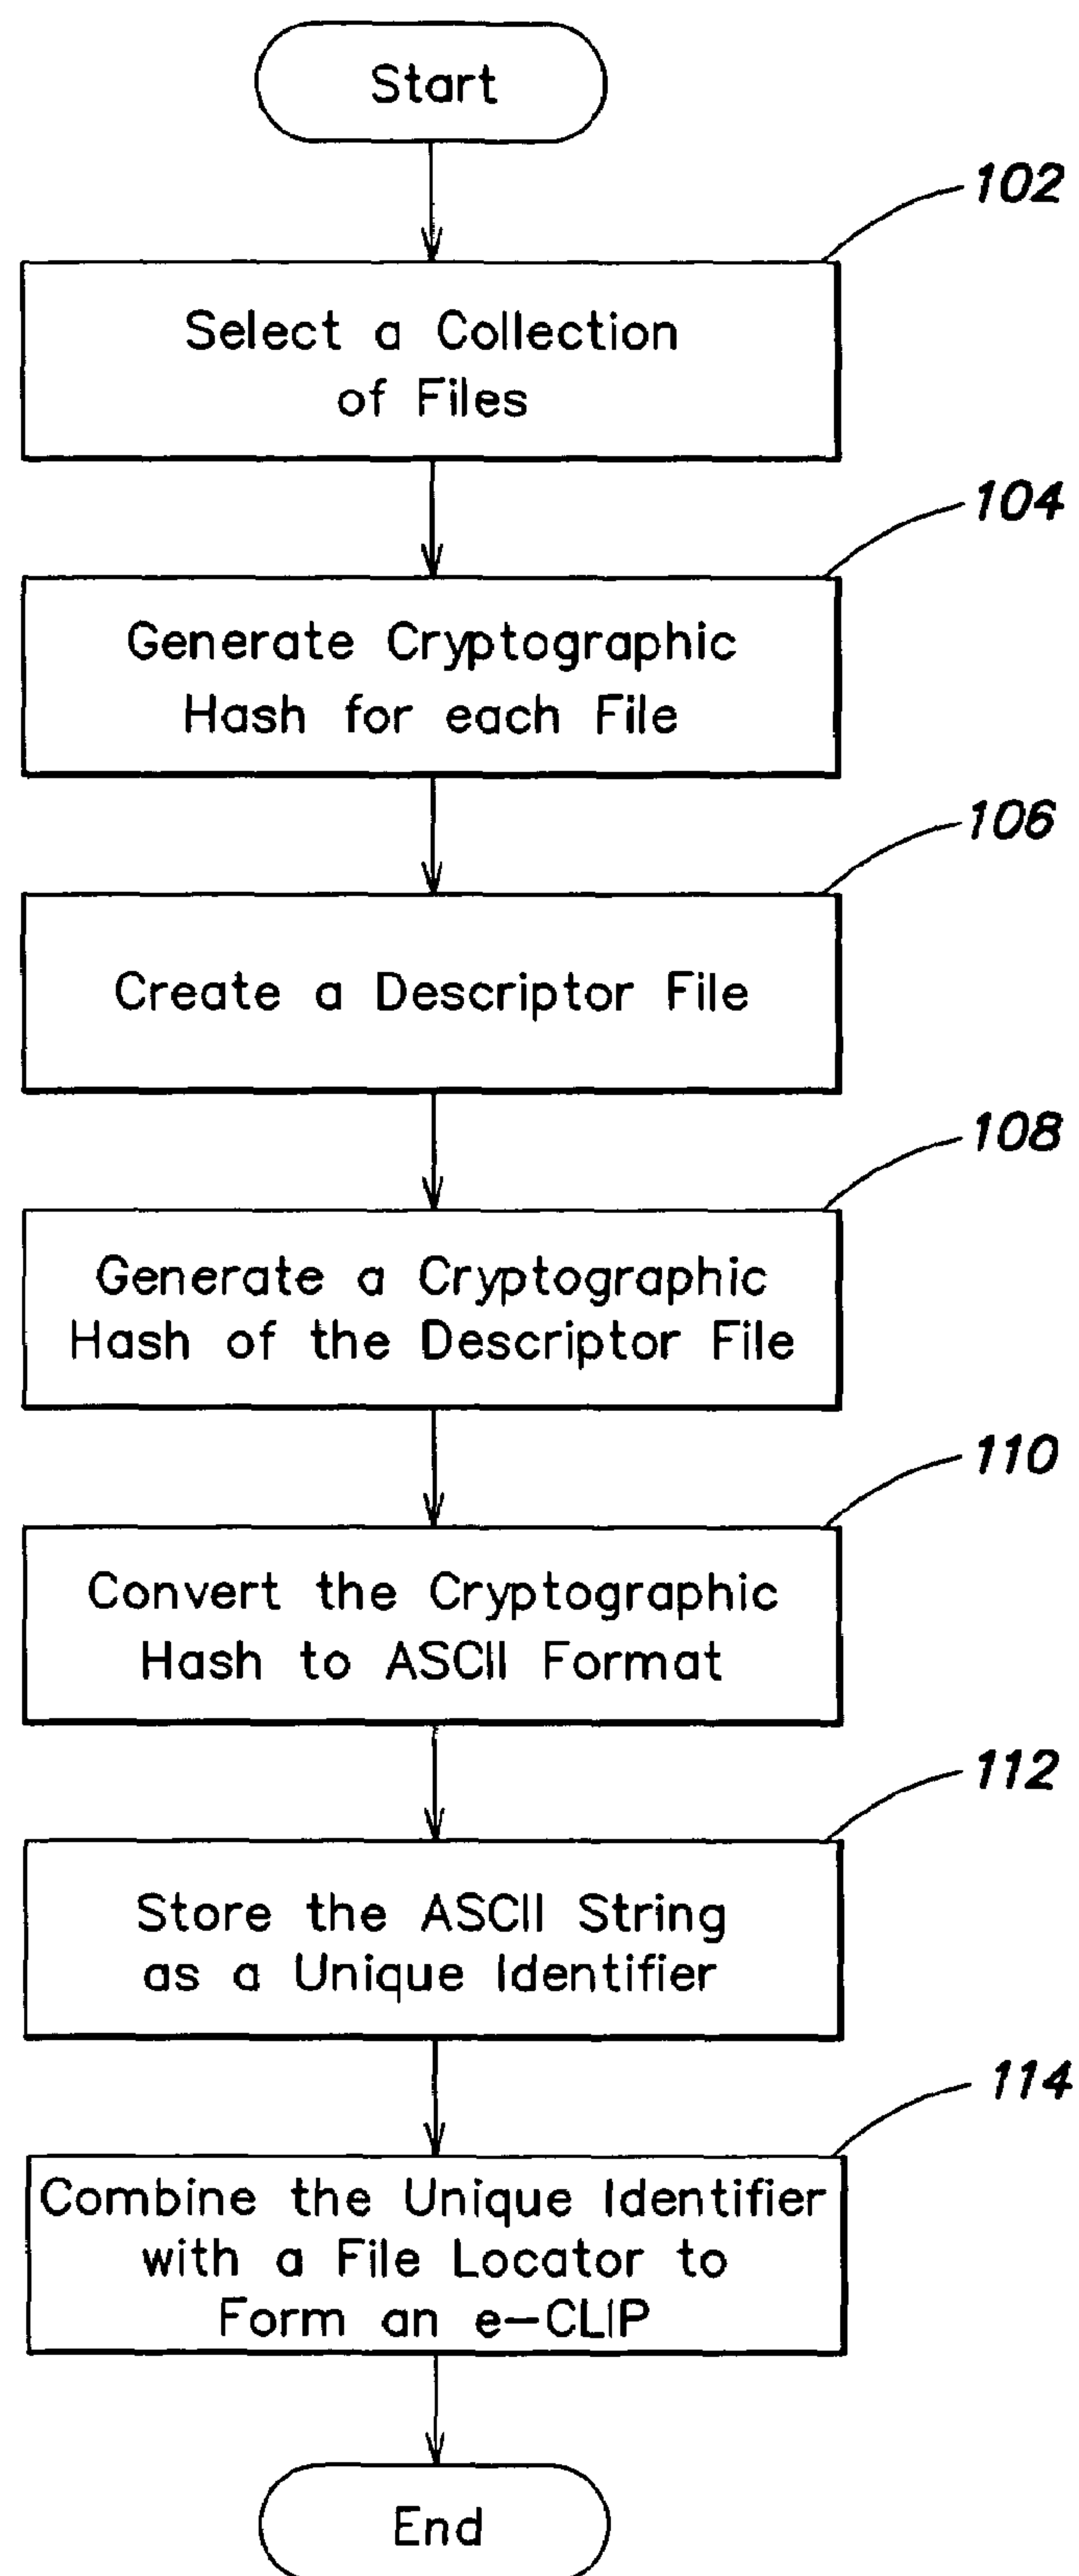 Start
102
Select a Collection
of Files
104
Generate Cryptographic
Hash for each File
106
Create a Descriptor File
108
Generate a Cryptographic
Hash of the Descriptor File
110
Convert the Cryptographic
Hash to ASCII Format
112
Store the ASCII String
as a Unique Identifier
114
Combine the Unique Identifier
with a File Locator to
Form an e-CLIP
End